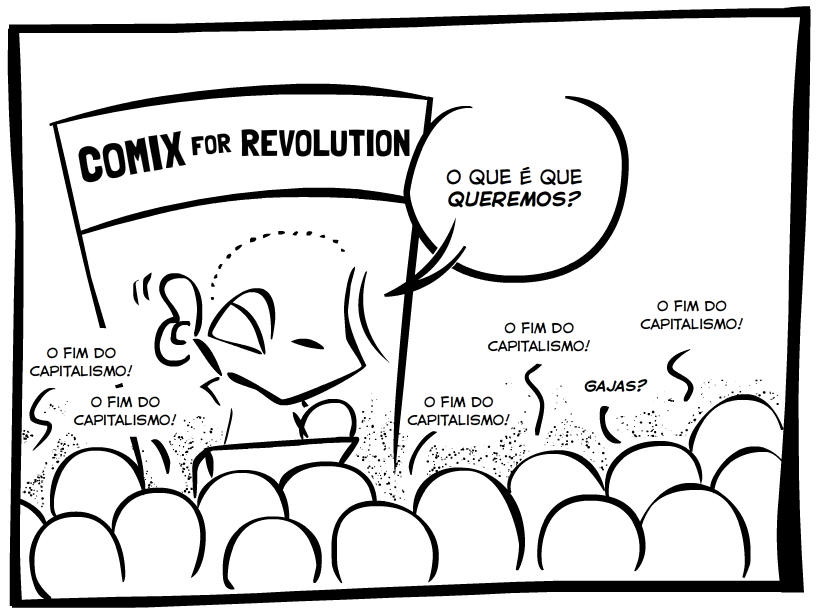 COMIX FOR REVOLUTION
O QUE É QUE
QUEREMOS?
O FIM DO
CAPITALISMO!
O FIM DO
CAPITALISMO!
O FIM DO
CAPITALISMO!
O FIM DO
CAPITALISMO!
GAJAS?
O FIM DO
CAPITALISMO!